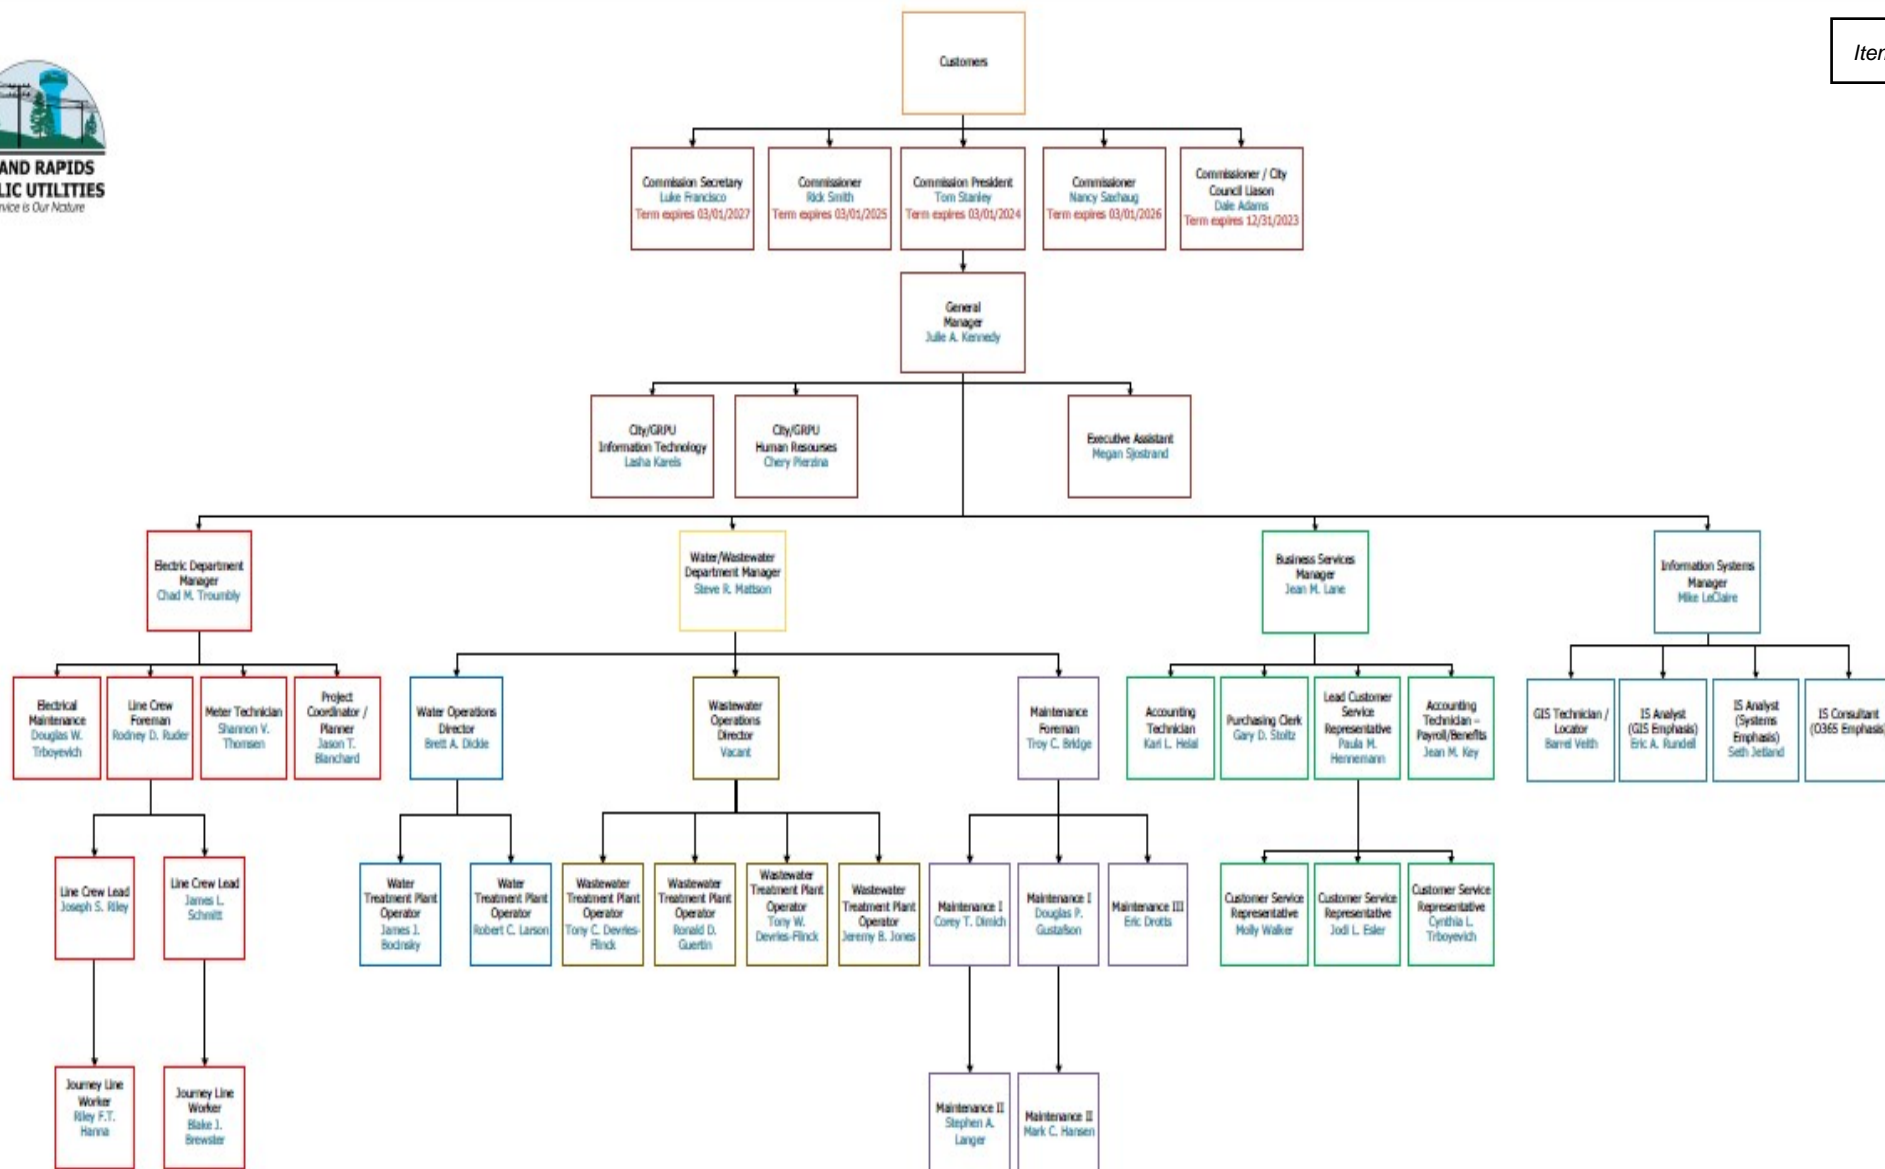 Item
AND RAPIDS
LIC UTILITIES
rvice is Our Nature
Customers
Commission Secretary
Luke Francisco
Term expires 03/01/2027
Commissioner
Rick Smith
Term expires 03/01/2025
Commission President
Tom Stanley
Term expires 03/01/2024
Commissioner
Nancy Saxhaug
Term expires 03/01/2026
Commissioner / City
Council Liason
Dale Adams
Term expires 12/31/2023
General
Manager
Julie A. Kennedy
City/GRPU
Information Technology
Lasha Kareis
City/GRPU
Human Resourses
Chery Pierzina
Executive Assistant
Megan Sjostrand
Electric Department
Manager
Chad M. Troumbly
Water/Wastewater
Department Manager
Steve R. Mattson
Business Services
Manager
Jean M. Lane
Information Systems
Manager
Mike LeClaire
Electrical
Maintenance
Douglas W.
Trboyevich
Line Crew
Foreman
Rodney D. Ruder
Meter Technician
Shannon V.
Thomsen
Project
Coordinator /
Planner
Jason T.
Blanchard
Water Operations
Director
Brett A. Dickie
Wastewater
Operations
Director
Vacant
Maintenance
Foreman
Troy C. Bridge
Accounting
Technician
Kari L. Helal
Purchasing Clerk
Gary D. Stoltz
Lead Customer
Service
Representative
Paula M.
Hennemann
Accounting
Technician –
Payroll/Benefits
Jean M. Key
GIS Technician /
Locator
Barrel Veith
IS Analyst
(GIS Emphasis)
Eric A. Rundell
IS Analyst
(Systems
Emphasis)
Seth Jetland
IS Consultant
(O365 Emphasis)
Line Crew Lead
Joseph S. Riley
Line Crew Lead
James L.
Schmitt
Water
Treatment Plant
Operator
James J.
Bocinsky
Water
Treatment Plant
Operator
Robert C. Larson
Wastewater
Treatment Plant
Operator
Tony C. Devries-
Flinck
Wastewater
Treatment Plant
Operator
Ronald D.
Guertin
Wastewater
Treatment Plant
Operator
Tony W.
Devries-Flinck
Wastewater
Treatment Plant
Operator
Jeremy B. Jones
Maintenance I
Corey T. Dimich
Maintenance I
Douglas P.
Gustafson
Maintenance III
Eric Drotts
Customer Service
Representative
Molly Walker
Customer Service
Representative
Jodi L. Esler
Customer Service
Representative
Cynthia L.
Trboyevich
Journey Line
Worker
Riley F.T.
Hanna
Journey Line
Worker
Blake J.
Brewster
Maintenance II
Stephen A.
Langer
Maintenance II
Mark C. Hansen